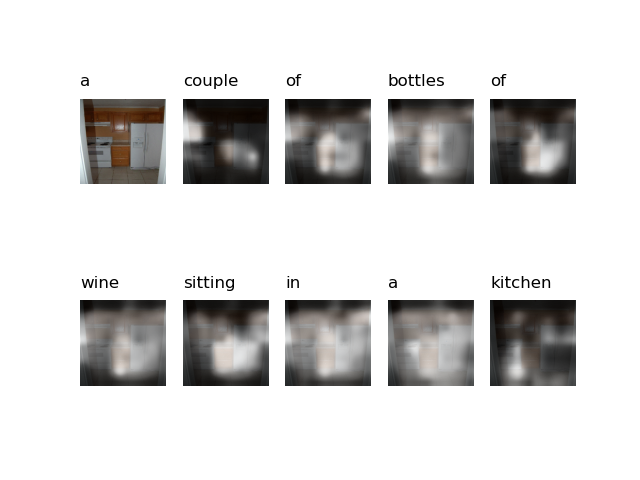 a couple of bottles of
wine sitting in a kitchen